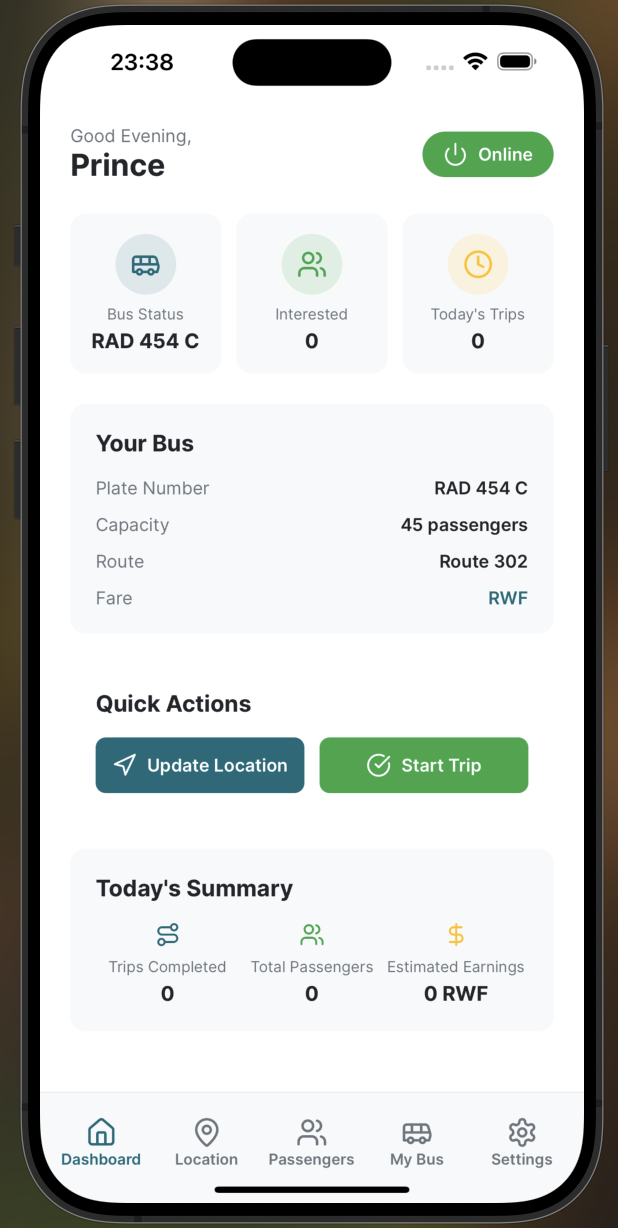 23:38
Good Evening,
Prince
Online
Bus Status
RAD 454 C
Interested
0
Today's Trips
0
Your Bus
Plate Number RAD 454 C
Capacity 45 passengers
Route Route 302
Fare RWF
Quick Actions
Update Location
Start Trip
Today's Summary
Trips Completed
0
Total Passengers
0
Estimated Earnings
0 RWF
Dashboard
Location
Passengers
My Bus
Settings